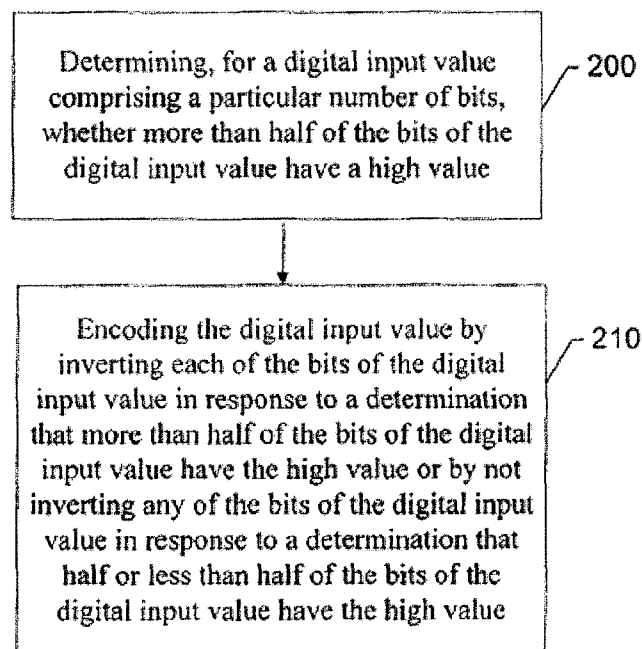 Determining, for a digital input value
comprising a particular number of bits,
whether more than half of the bits of the
digital input value have a high value
200
Encoding the digital input value by
inverting each of the bits of the digital
input value in response to a determination
that more than half of the bits of the digital
input value have the high value or by not
inverting any of the bits of the digital input
value in response to a determination that
half or less than half of the bits of the
digital input value have the high value
210